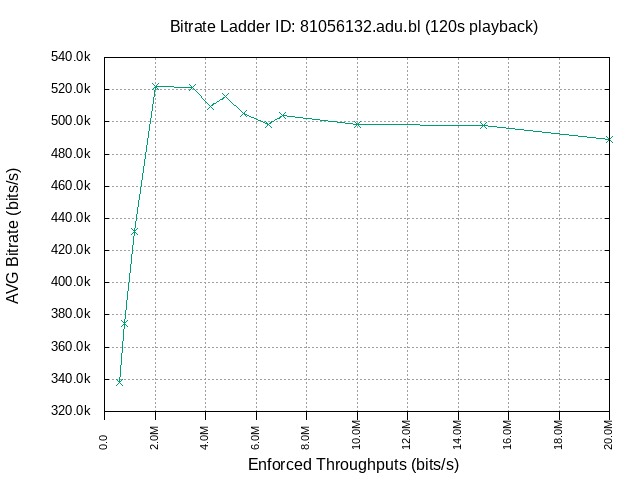 Bitrate Ladder ID: 81056132.adu.bl (120s playback)
540.0k
520.0k
500.0k
480.0k
460.0k
440.0k
420.0k
400.0k
380.0k
360.0k
340.0k
320.0k
AVG Bitrate (bits/s)
0.0
2.0M
4.0M
6.0M
8.0M
10.0M
12.0M
14.0M
16.0M
18.0M
20.0M
Enforced Throughputs (bits/s)